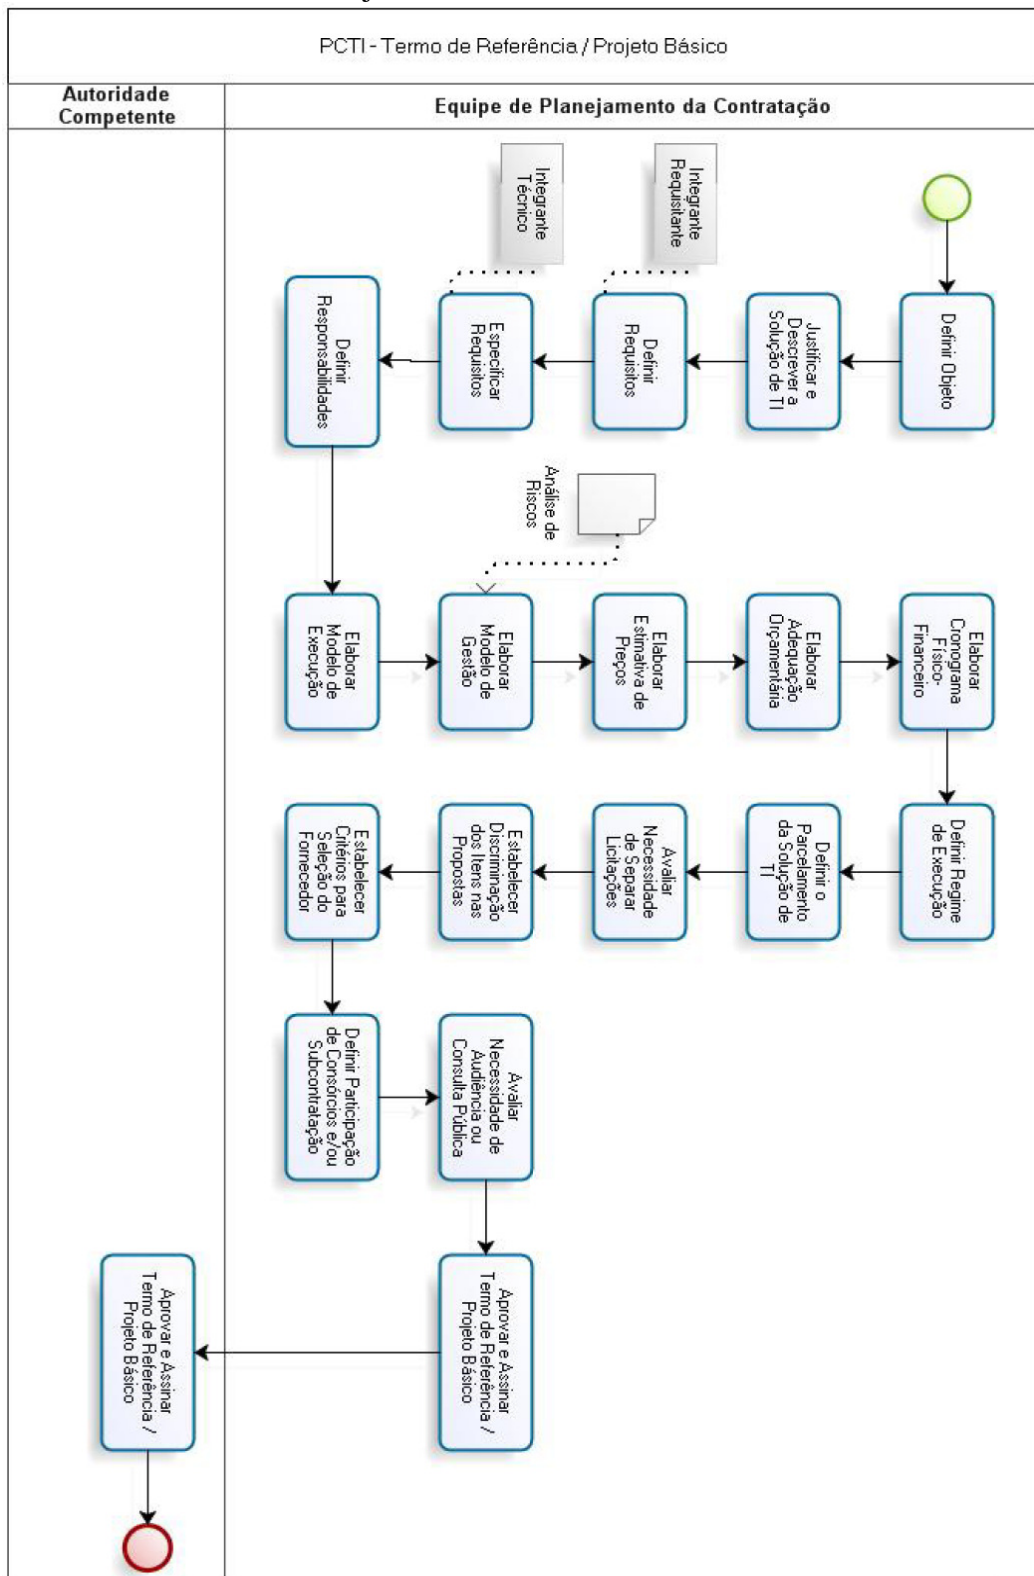 PCTI - Termo de Referência / Projeto Básico
Autoridade
Competente
Equipe de Planejamento da Contratação
Integrante
Requisitante
Integrante
Técnico
Definir Objeto
Justificar e
Descrever a
Solução de TI
Definir
Requisitos
Especificar
Requisitos
Definir
Responsabilidades
Análise de
Riscos
Elaborar
Modelo de
Execução
Elaborar
Modelo de
Gestão
Elaborar
Estimativa de
Preços
Elaborar
Adequação
Orçamentária
Elaborar
Cronograma
Físico-
Financeiro
Definir Regime
de Execução
Definir o
Parcelamento
da Solução de
TI
Avaliar
Necessidade
de Separar
Licitações
Estabelecer
Discriminação
dos Itens nas
Propostas
Estabelecer
Critérios para
Seleção do
Fornecedor
Definir Participação
de Consórcios e/ou
Subcontratação
Avaliar
Necessidade de
Audiência ou
Consulta Pública
Aprovar e Assinar
Termo de Referência /
Projeto Básico
Aprovar e Assinar
Termo de Referência /
Projeto Básico